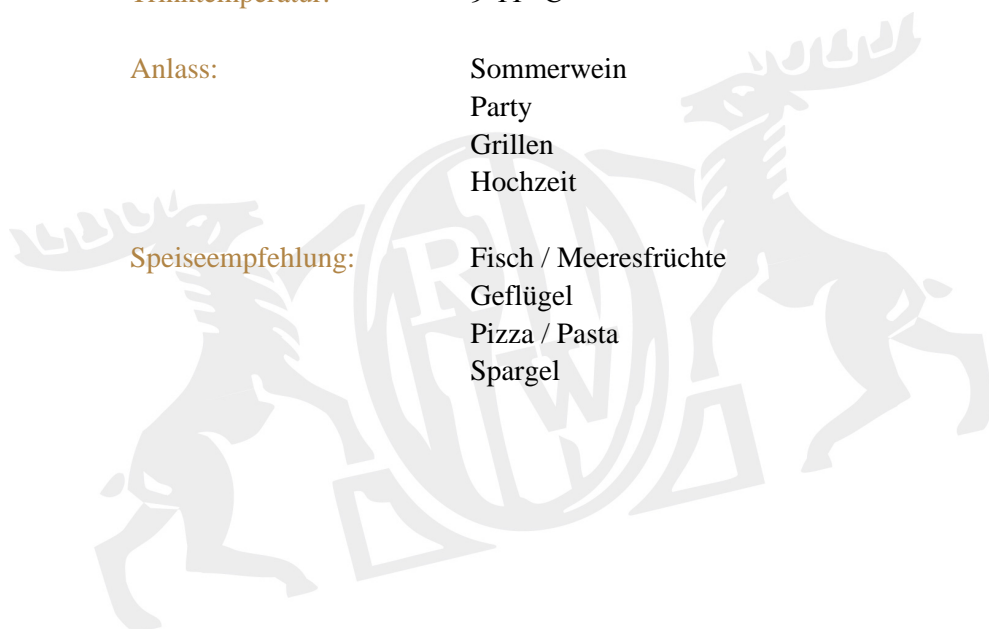 Anlass: Sommerwein
Party
Grillen
Hochzeit
Speiseempfehlung: Fisch / Meeresfrüchte
Geflügel
Pizza / Pasta
Spargel
R
W